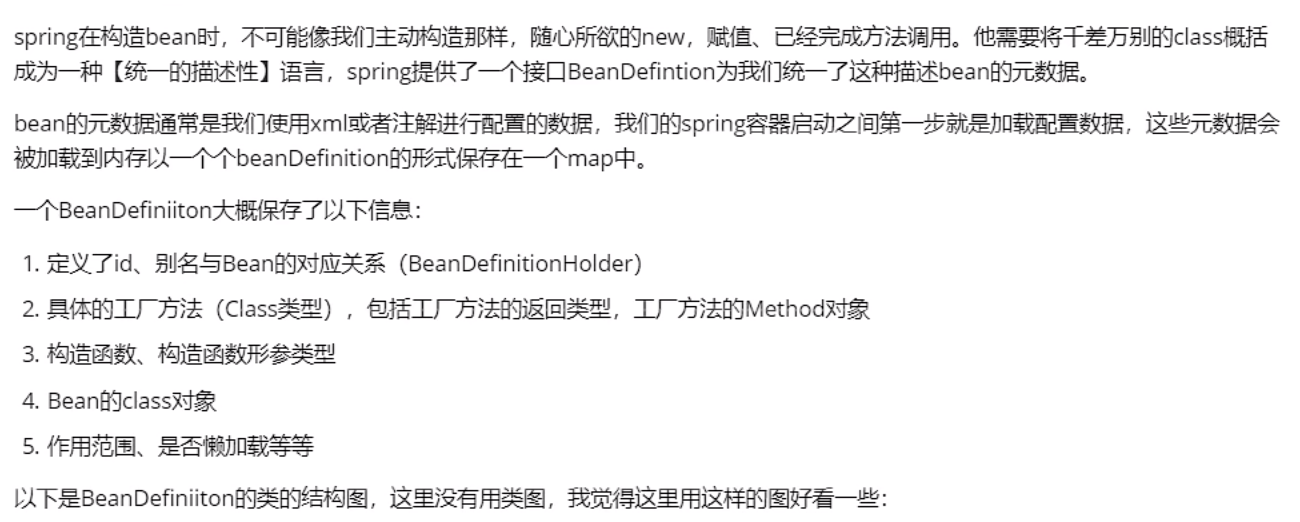 spring在构造bean时，不可能像我们主动构造那样，随心所欲的new，赋值、已经完成方法调用。他需要将千差万别的class概括
成为一种【统一的描述性】语言，spring提供了一个接口BeanDefintion为我们统一了这种描述bean的元数据。
bean的元数据通常是我们使用xml或者注解进行配置的数据，我们的spring容器启动之间第一步就是加载配置数据，这些元数据会
被加载到内存以一个个beanDefinition的形式保存在一个map中。
一个BeanDefiniiton大概保存了以下信息：
1. 定义了id、别名与Bean的对应关系（BeanDefinitionHolder）
2. 具体的工厂方法（Class类型），包括工厂方法的返回类型，工厂方法的Method对象
3. 构造函数、构造函数形参类型
4. Bean的class对象
5. 作用范围、是否懒加载等等
以下是BeanDefiniiton的类的结构图，这里没有用类图，我觉得这里用这样的图好看一些：